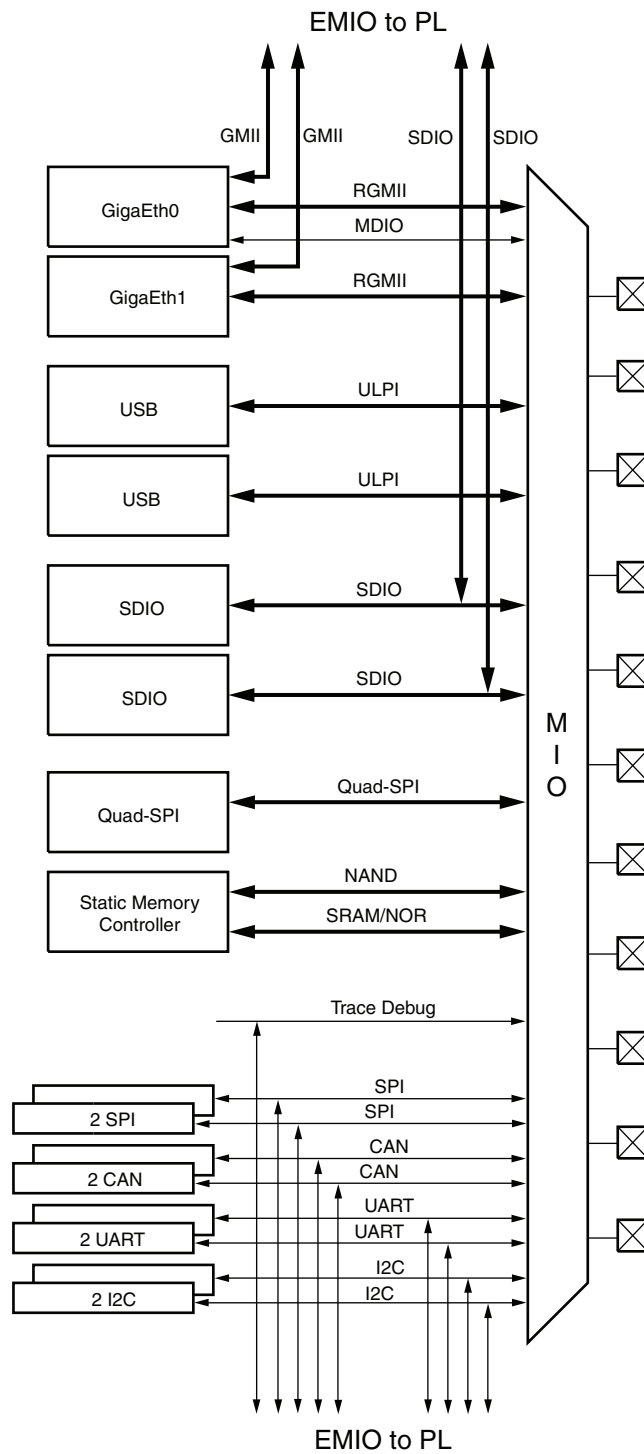 EMIO to PL
GMII
GMII
SDIO
SDIO
GigaEth0
RGMII
MDIO
GigaEth1
RGMII
USB
ULPI
USB
ULPI
SDIO
SDIO
SDIO
SDIO
M
I
O
Quad-SPI
Quad-SPI
Static Memory
Controller
NAND
SRAM/NOR
Trace Debug
SPI
2 SPI
SPI
CAN
2 CAN
CAN
UART
2 UART
UART
I2C
2 I2C
I2C
EMIO to PL